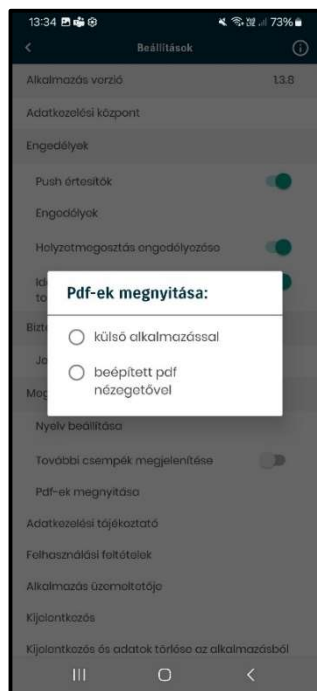 13:34 73%
Beállítások
Alkalmazás verzió 1.3.8
Adatkezelési központ
Engedélyek
Push értesítők
Engedélyek
Helyzetmegosztás engedélyezése
Pdf-ek megnyitása:
külső alkalmazással
beépített pdf
nézegetővel
Nyelv beállítása
További csempék megjelenítése
Pdf-ek megnyitása
Adatkezelési tájékoztató
Felhasználási feltételek
Alkalmazás üzemeltetője
Kijelentkezés
Kijelentkezés és adatok törlése az alkalmazásból